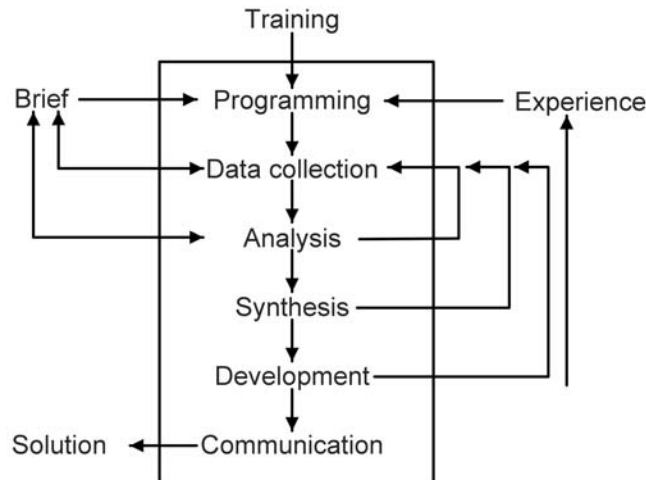 Training
Brief
Programming
Experience
Data collection
Analysis
Synthesis
Development
Solution
Communication